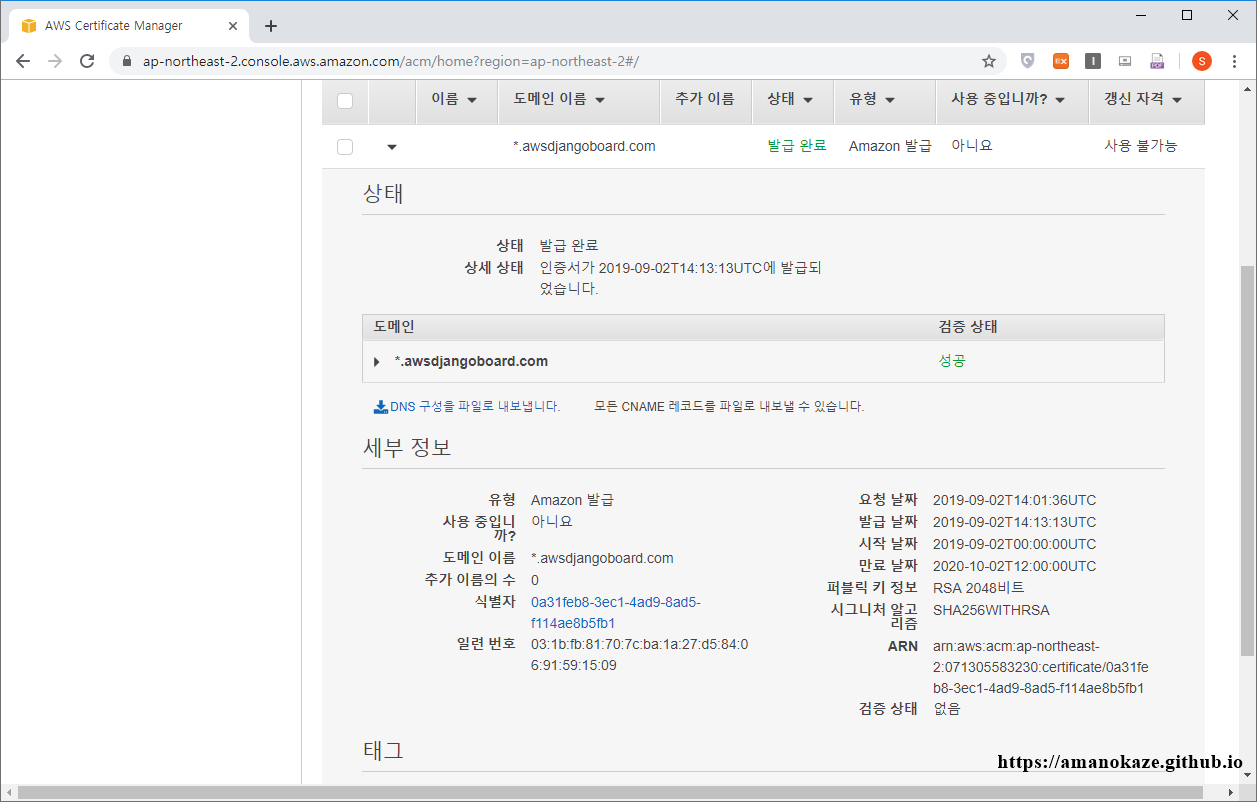 AWS Certificate Manager
ap-northeast-2.console.aws.amazon.com/acm/home?region=ap-northeast-2#/
EX
I
PDF
S
이름 도메인 이름 추가 이름 상태 유형 사용 중입니까? 갱신 자격
*.awsdjangoboard.com 발급 완료 Amazon 발급 아니요 사용 불가능
상태
상태 발급 완료
상세 상태 인증서가 2019-09-02T14:13:13UTC에 발급되
었습니다.
도메인 검증 상태
*.awsdjangoboard.com 성공
DNS 구성을 파일로 내보냅니다. 모든 CNAME 레코드를 파일로 내보낼 수 있습니다.
세부 정보
유형 Amazon 발급
사용 중입니 아니요
까?
도메인 이름 *.awsdjangoboard.com
추가 이름의 수 0
식별자 0a31feb8-3ec1-4ad9-8ad5-
f114ae8b5fb1
일련 번호 03:1b:fb:81:70:7c:ba:1a:27:d5:84:0
6:91:59:15:09
요청 날짜 2019-09-02T14:01:36UTC
발급 날짜 2019-09-02T14:13:13UTC
시작 날짜 2019-09-02T00:00:00UTC
만료 날짜 2020-10-02T12:00:00UTC
퍼블릭 키 정보 RSA 2048비트
시그니처 알고 SHA256WITHRSA
리즘
ARN arn:aws:acm:ap-northeast-
2:071305583230:certificate/0a31fe
b8-3ec1-4ad9-8ad5-f114ae8b5fb1
검증 상태 없음
태그
https://amanokaze.github.io